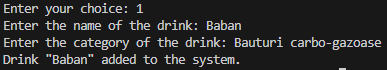 Enter your choice: 1
Enter the name of the drink: Baban
Enter the category of the drink: Bauturi carbo-gazoase
Drink "Baban" added to the system.